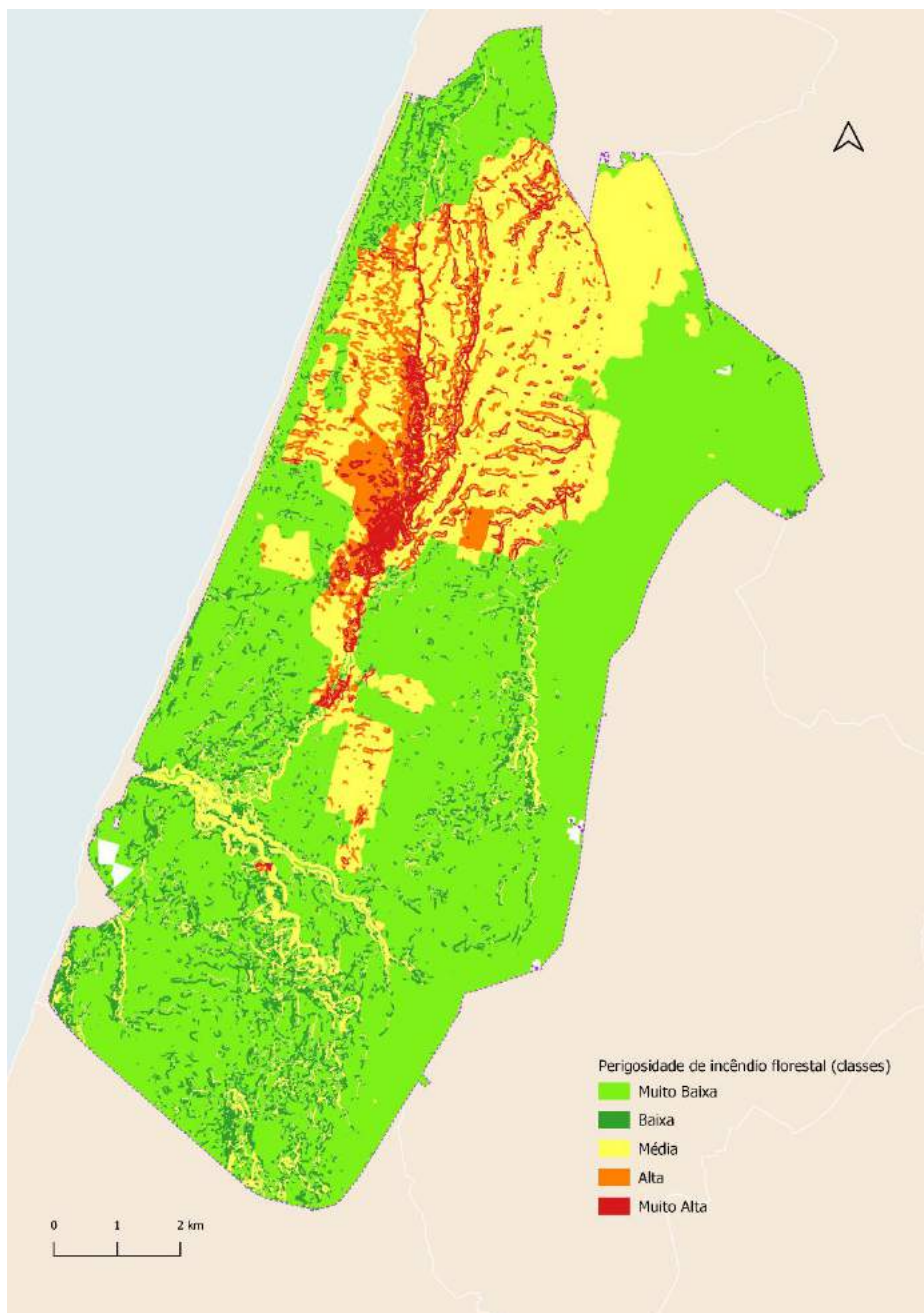 Perigosidade de incêndio florestal (classes)
Muito Baixa
Baixa
Média
Alta
Muito Alta
0 1 2 km